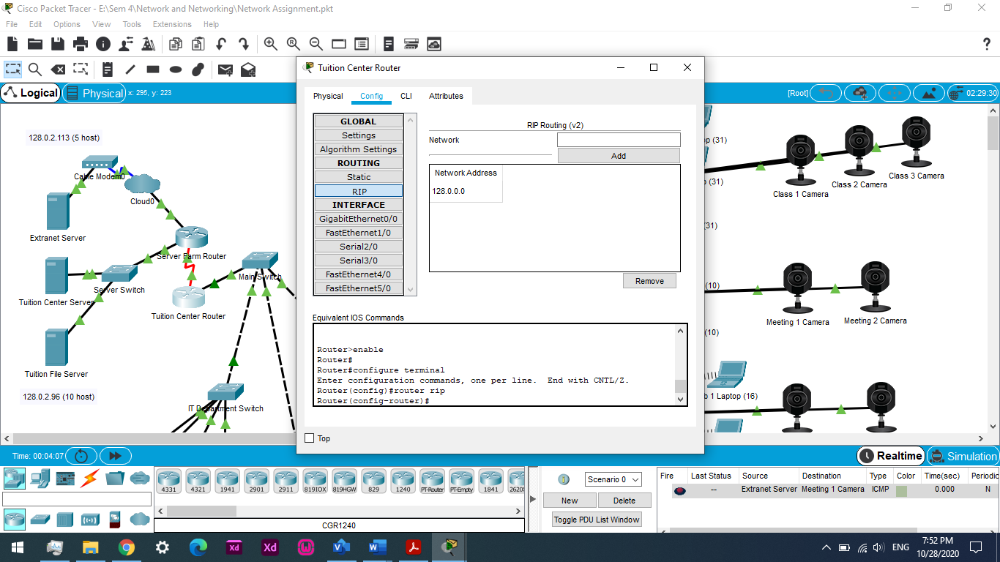 Cisco Packet Tracer - E:\Sem 4\Network and Networking\Network Assignment.pkt
File Edit Options View Tools Extensions Help
?
Logical
Physical
x: 295, y: 223
[Root]
02:29:30
128.0.2.113 (5 host)
Cable Modem0
Cloud0
Extranet Server
Server Farm Router
Main Switch
Server Switch
Tuition Center Server
Tuition Center Router
Tuition File Server
128.0.2.96 (10 host)
IT Department Switch
Tuition Center Router
Physical Config CLI Attributes
GLOBAL
Settings
Algorithm Settings
ROUTING
Static
RIP
INTERFACE
GigabitEthernet0/0
FastEthernet1/0
Serial2/0
Serial3/0
FastEthernet4/0
FastEthernet5/0
RIP Routing (v2)
Network
Add
Network Address
128.0.0.0
Remove
Equivalent IOS Commands
Router>enable
Router#
Router#configure terminal
Enter configuration commands, one per line. End with CNTL/Z.
Router(config)#router rip
Router(config-router)#
Top
p (31)
(31)
31)
(10)
(10)
b 1 Laptop (16)
Class 1 Camera
Class 2 Camera
Class 3 Camera
Meeting 1 Camera
Meeting 2 Camera
Time: 00:04:07
Realtime
Simulation
4331 4321 1941 2901 2911 819IOX 819HGW 829 1240 PT-Router PT-Empty 1841 2620X
CGR1240
Scenario 0
New
Delete
Toggle PDU List Window
Fire Last Status Source Destination Type Color Time(sec) Periodic
-- Extranet Server Meeting 1 Camera ICMP 0.000 N
Xd
Xd
ENG
7:52 PM
10/28/2020